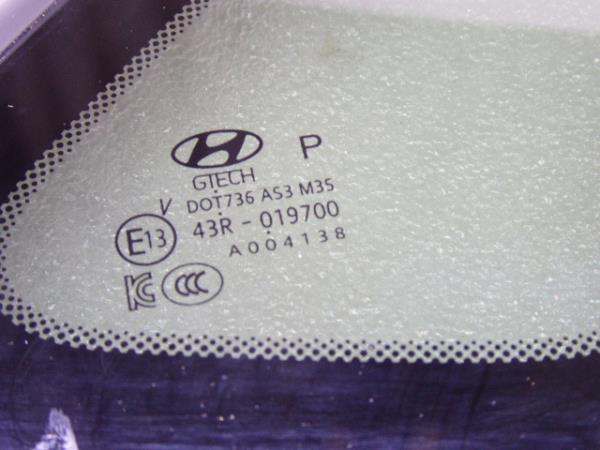 P
GTECH
V DOT736 AS3 M35
E13 43R - 019700
A004138
KC CCC